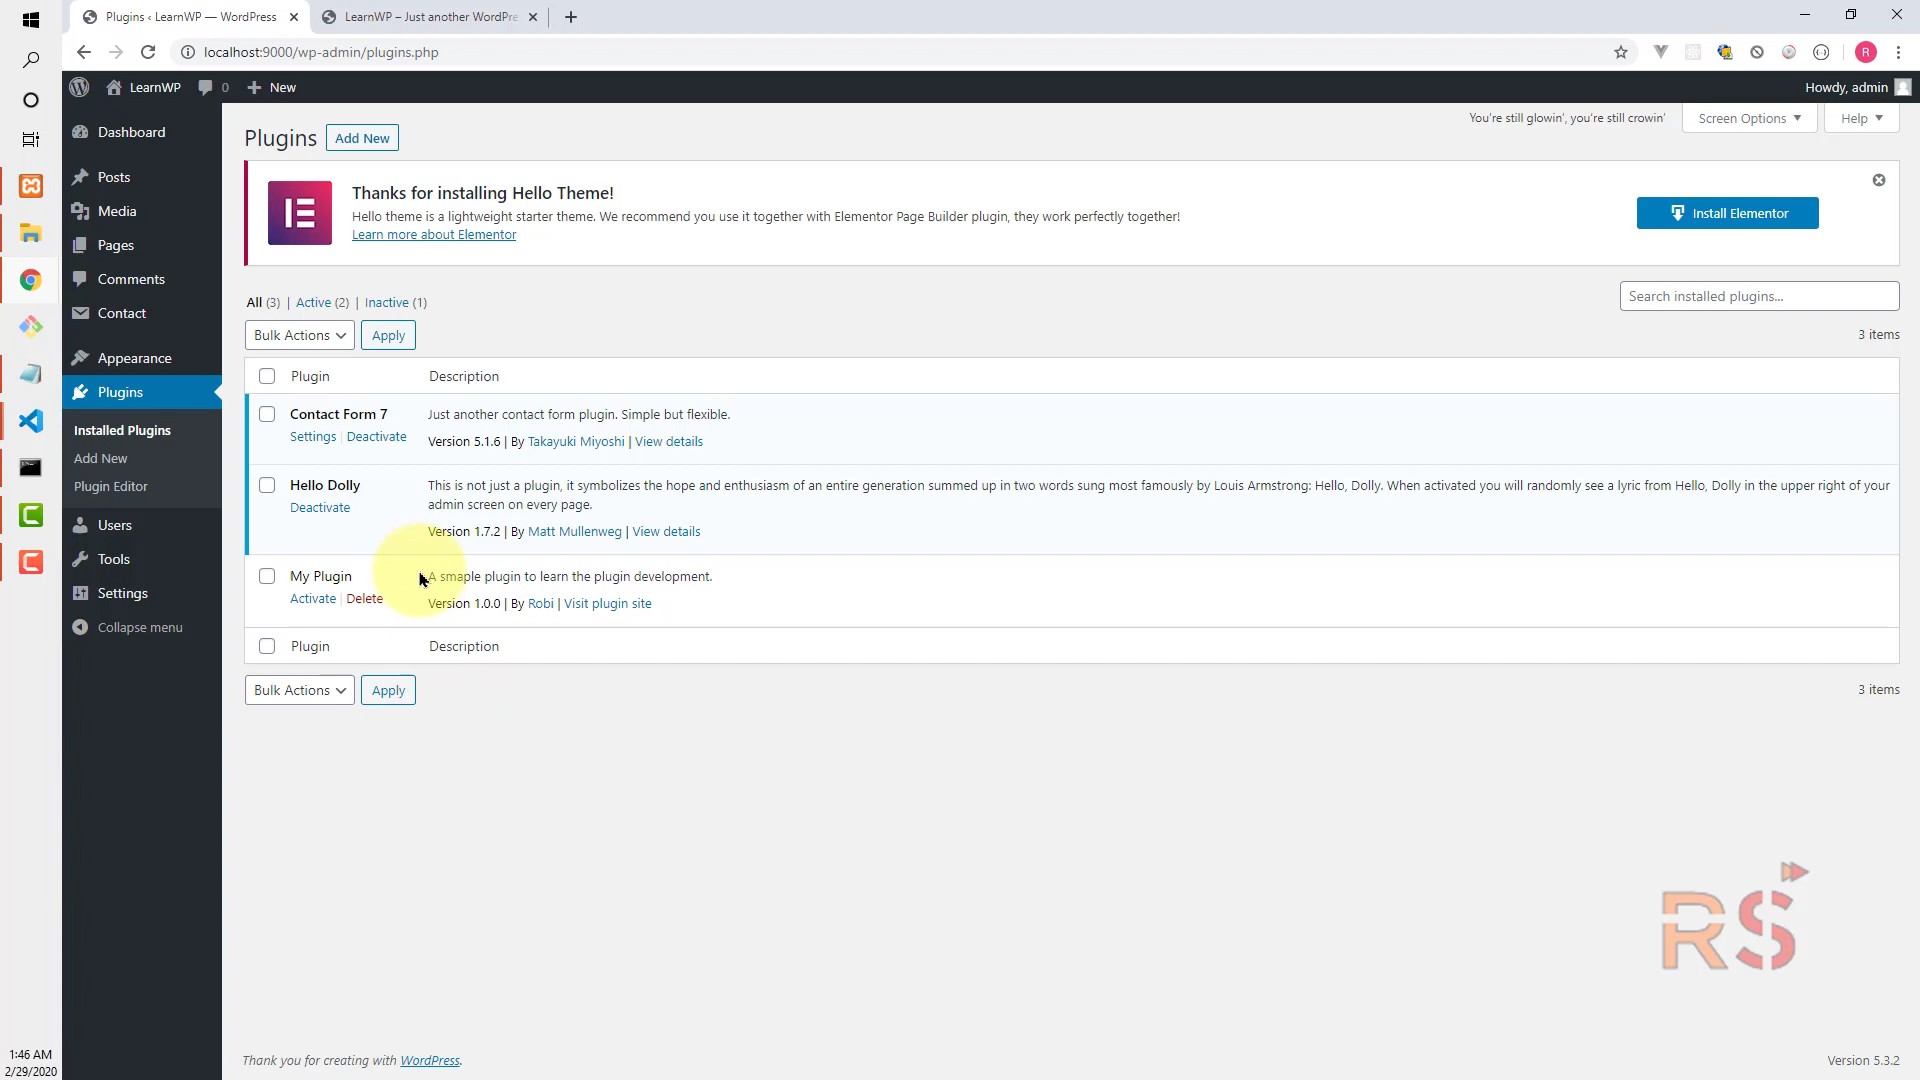 Plugins ‹ LearnWP — WordPress
LearnWP – Just another WordPre
localhost:9000/wp-admin/plugins.php
R
LearnWP
0
New
Howdy, admin
Dashboard
Posts
Media
Pages
Comments
Contact
Appearance
Plugins
Installed Plugins
Add New
Plugin Editor
Users
Tools
Settings
Collapse menu
You're still glowin', you're still crowin'
Screen Options
Help
Plugins
Add New
Thanks for installing Hello Theme!
Hello theme is a lightweight starter theme. We recommend you use it together with Elementor Page Builder plugin, they work perfectly together!
Learn more about Elementor
Install Elementor
All (3) | Active (2) | Inactive (1)
Search installed plugins...
Bulk Actions
Apply
3 items
Plugin
Description
Contact Form 7
Settings | Deactivate
Just another contact form plugin. Simple but flexible.
Version 5.1.6 | By Takayuki Miyoshi | View details
Hello Dolly
Deactivate
This is not just a plugin, it symbolizes the hope and enthusiasm of an entire generation summed up in two words sung most famously by Louis Armstrong: Hello, Dolly. When activated you will randomly see a lyric from Hello, Dolly in the upper right of your
admin screen on every page.
Version 1.7.2 | By Matt Mullenweg | View details
My Plugin
Activate | Delete
A smaple plugin to learn the plugin development.
Version 1.0.0 | By Robi | Visit plugin site
Plugin
Description
Bulk Actions
Apply
3 items
RS
Thank you for creating with WordPress.
Version 5.3.2
1:46 AM
2/29/2020